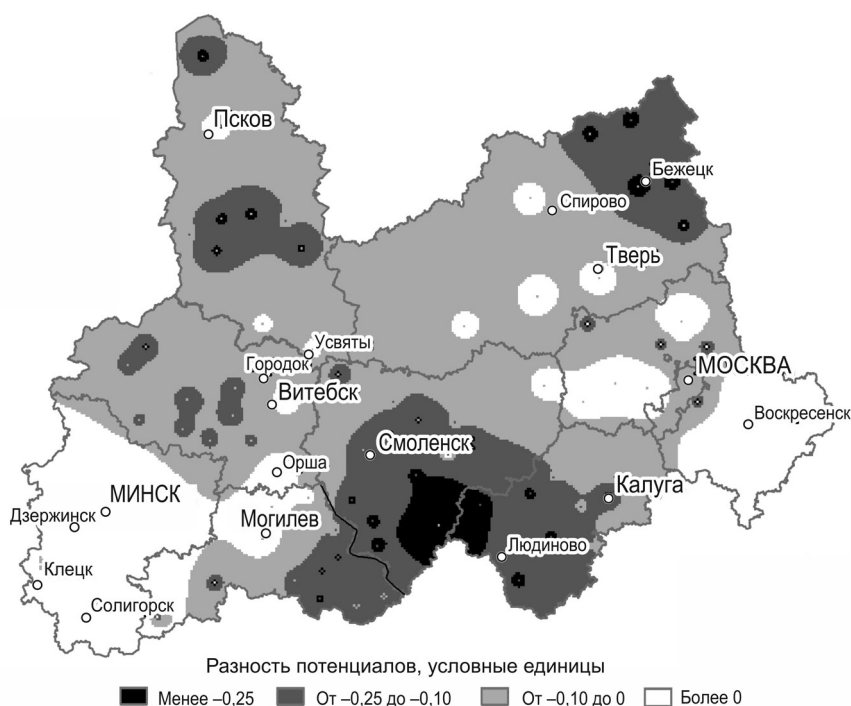 Псков
Бежецк
Спирово
Тверь
Усвяты
Городок
МОСКВА
Витебск
Воскресенск
Смоленск
Орша
Калуга
МИНСК
Дзержинск
Могилев
Людиново
Клецк
Солигорск
Разность потенциалов, условные единицы
Менее –0,25 От –0,25 до –0,10 От –0,10 до 0 Более 0